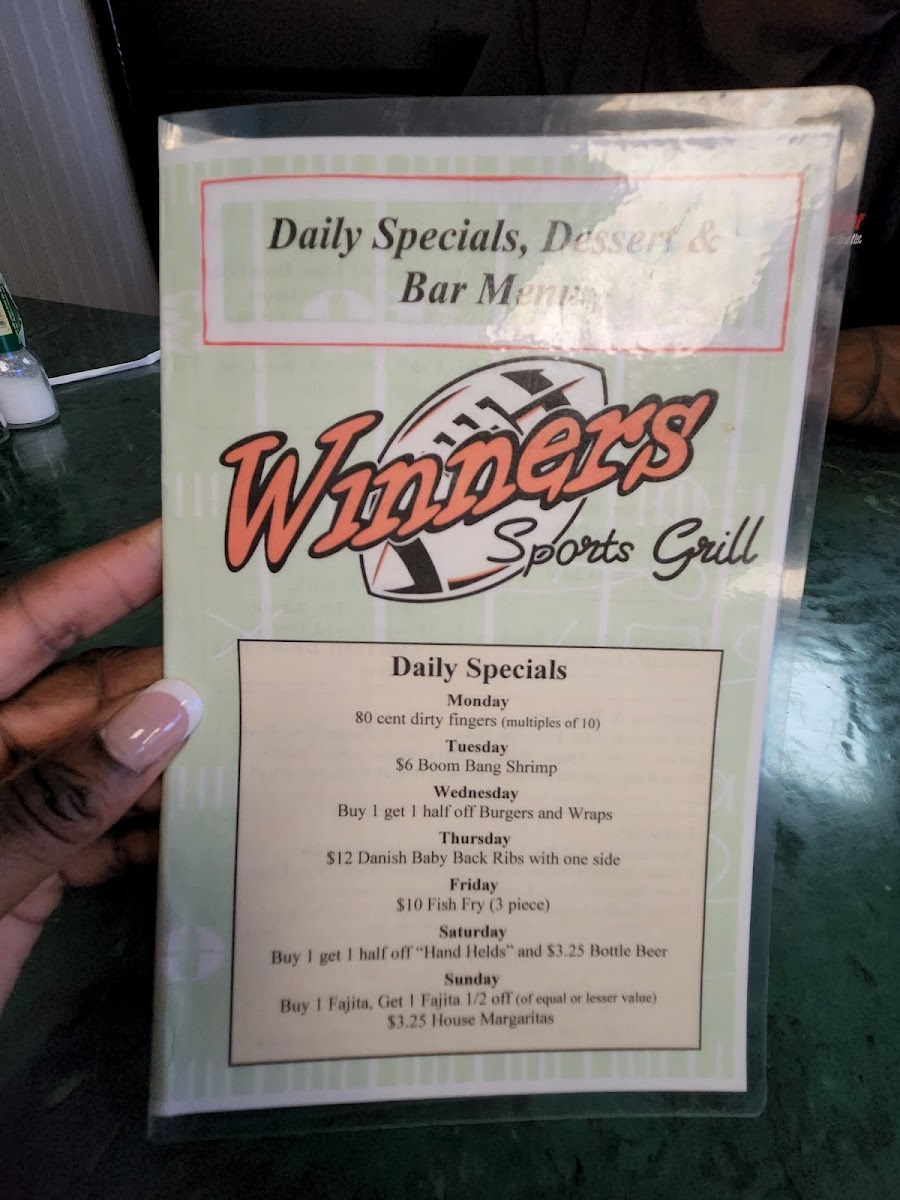 Daily Specials, Dessert &
Bar Menu
Winners
Sports Grill
Daily Specials
Monday
80 cent dirty fingers (multiples of 10)
Tuesday
$6 Boom Bang Shrimp
Wednesday
Buy 1 get 1 half off Burgers and Wraps
Thursday
$12 Danish Baby Back Ribs with one side
Friday
$10 Fish Fry (3 piece)
Saturday
Buy 1 get 1 half off “Hand Helds” and $3.25 Bottle Beer
Sunday
Buy 1 Fajita, Get 1 Fajita 1/2 off (of equal or lesser value)
$3.25 House Margaritas